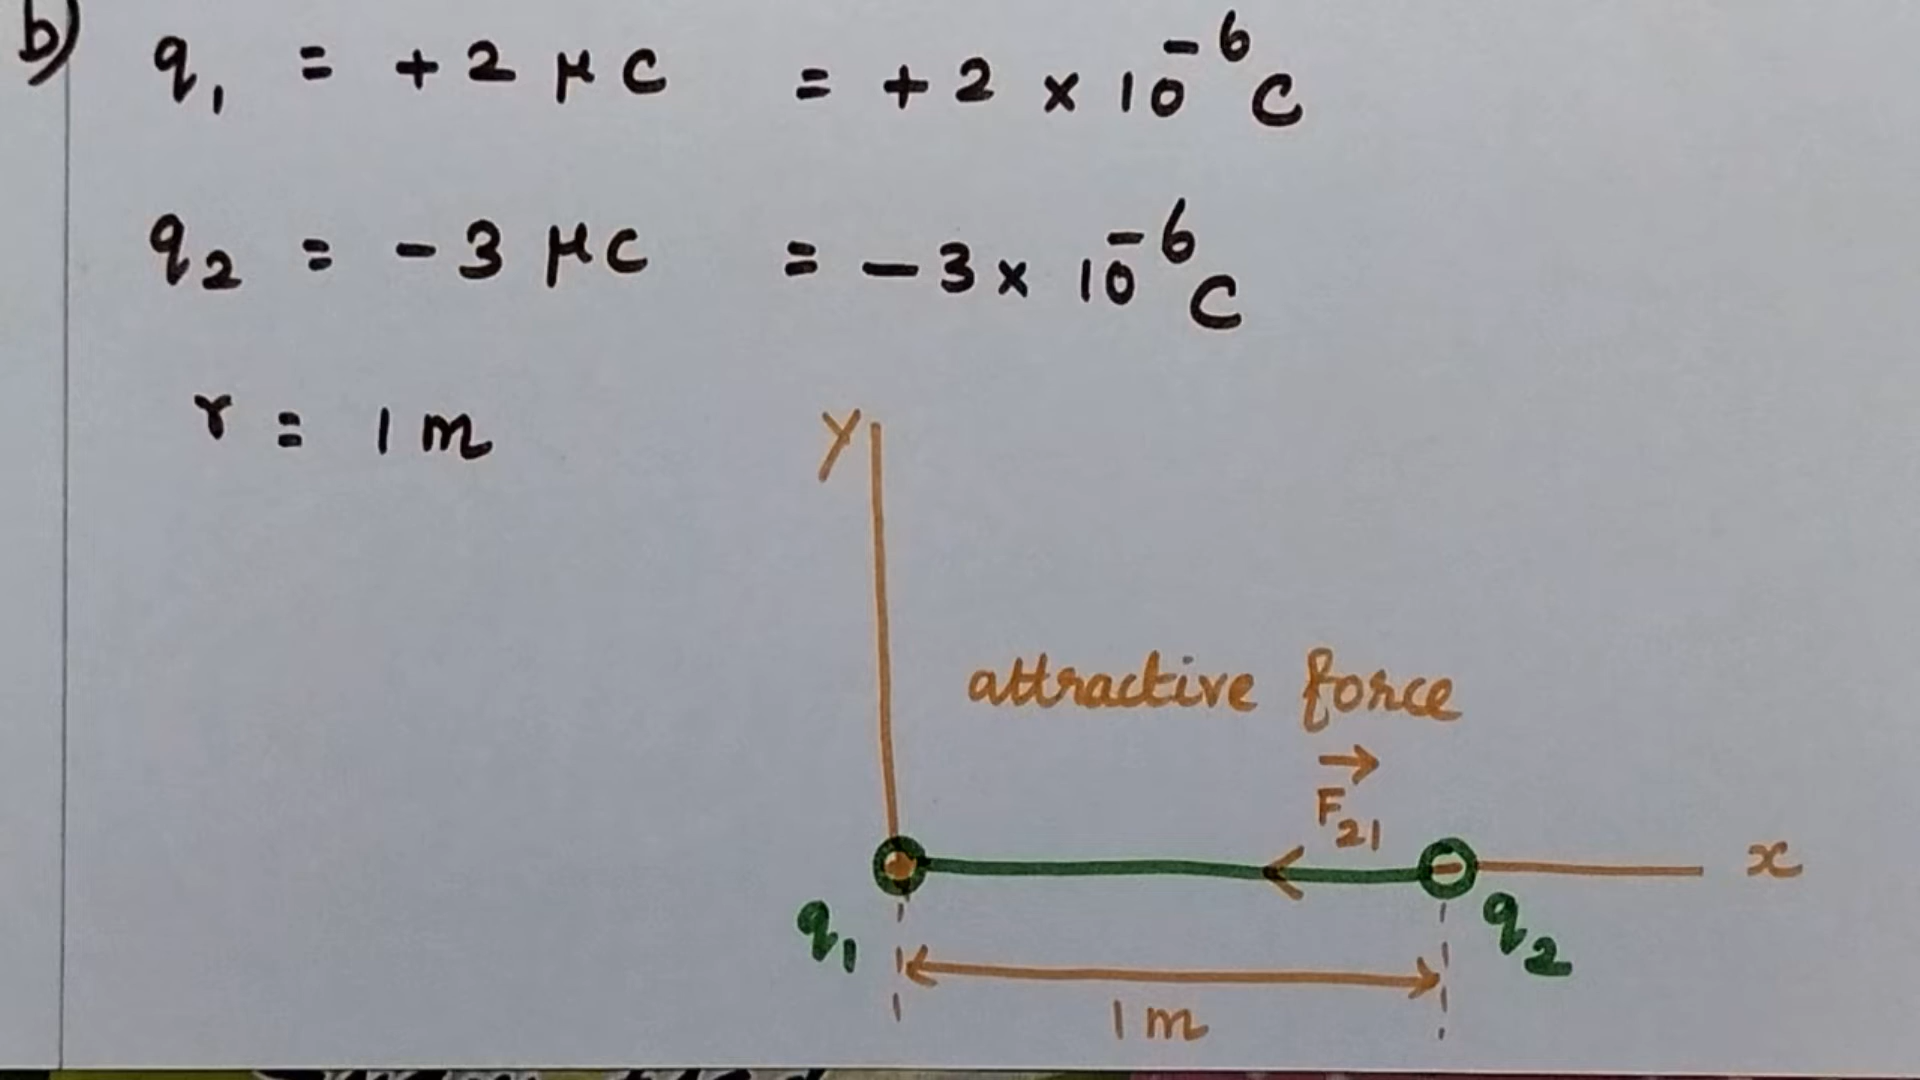 b) q₁ = +2 μC = +2 × 10⁻⁶ C
q₂ = -3 μC = -3 × 10⁻⁶ C
r = 1 m
y
attractive force
F⃗₂₁
x
q₁ q₂
1 m